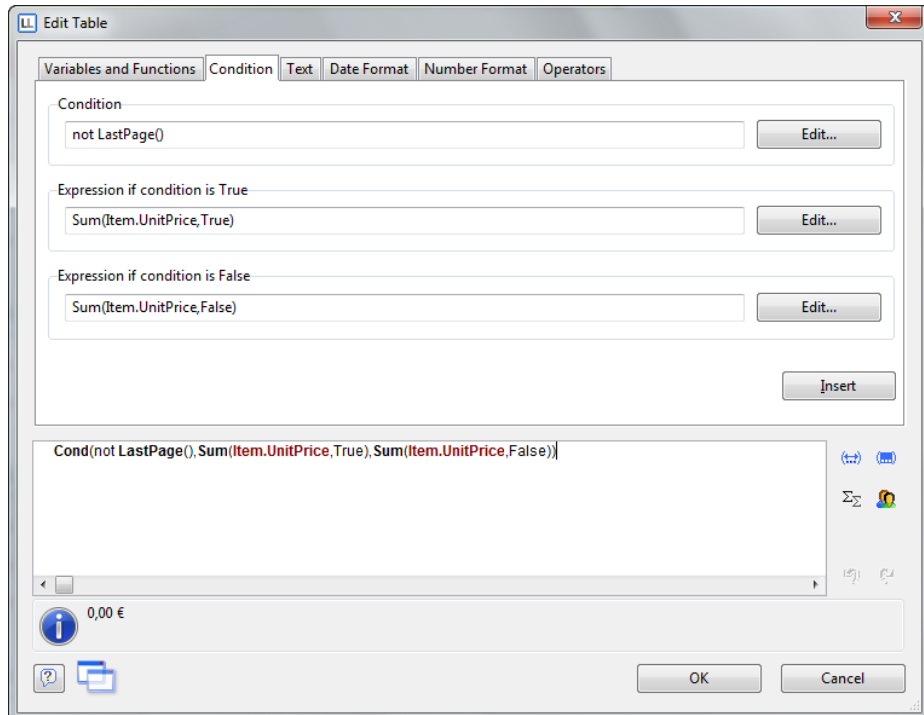 LL Edit Table
Variables and Functions Condition Text Date Format Number Format Operators
Condition
not LastPage()
Edit...
Expression if condition is True
Sum(Item.UnitPrice,True)
Edit...
Expression if condition is False
Sum(Item.UnitPrice,False)
Edit...
Insert
Cond(not LastPage(),Sum(Item.UnitPrice,True),Sum(Item.UnitPrice,False))
0,00 €
OK Cancel